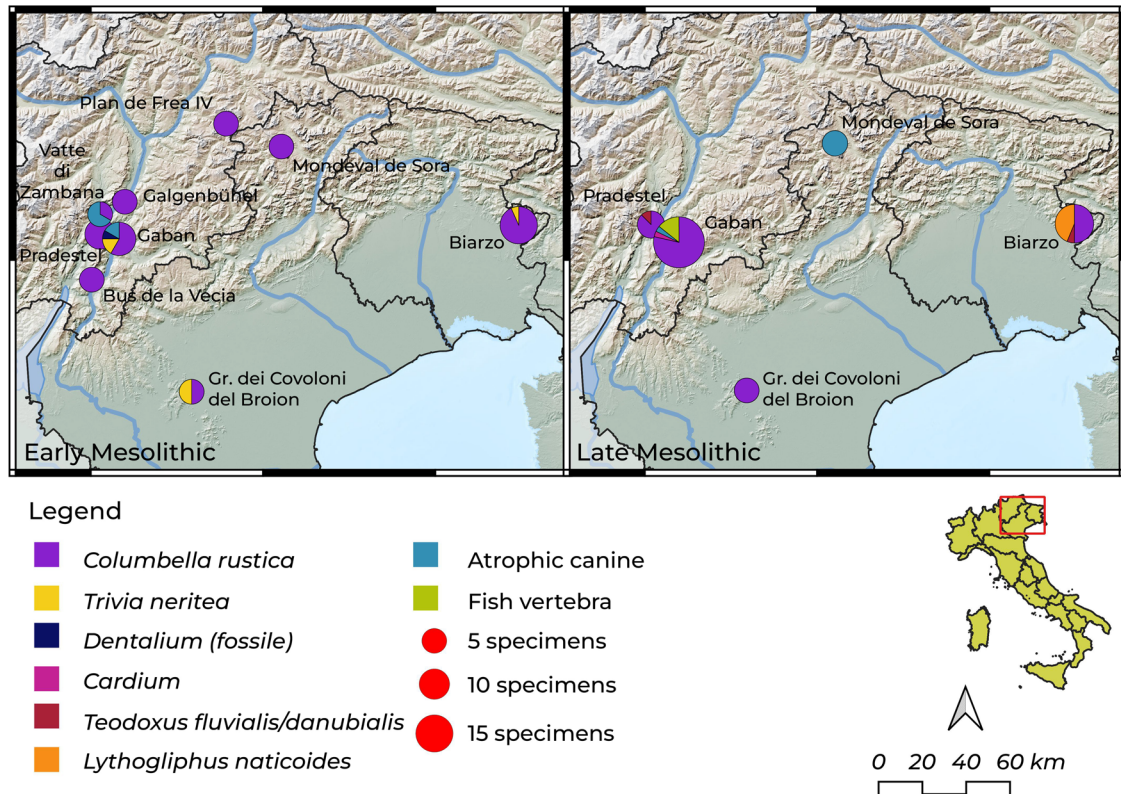 Plan de Frea IV
Mondeval de Sora
Vatte
di
Zambana
Galgenbühel
Gaban
Pradestel
Bus de la Vecia
Biarzo
Gr. dei Covoloni
del Broion
Early Mesolithic
Mondeval de Sora
Pradestel
Gaban
Biarzo
Gr. dei Covoloni
del Broion
Late Mesolithic
Legend
Columbella rustica
Trivia neritea
Dentalium (fossile)
Cardium
Teodoxus fluvialis/danubialis
Lythogliphus naticoides
Atrophic canine
Fish vertebra
5 specimens
10 specimens
15 specimens
0 20 40 60 km